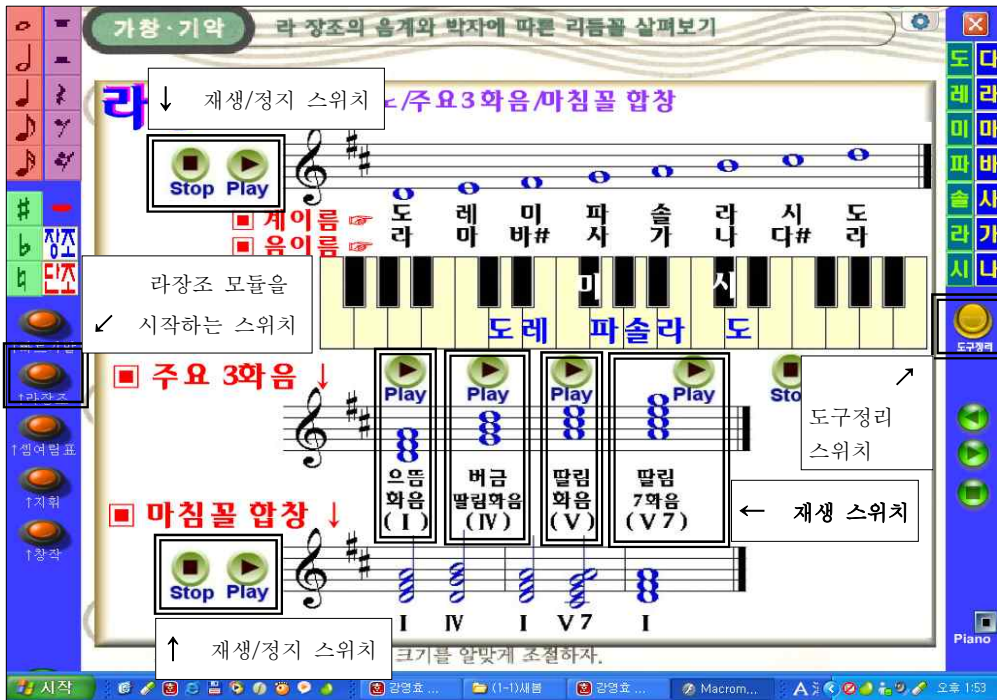 가창·기악
라 장조의 음계와 박자에 따른 리듬꼴 살펴보기
라
/주요3화음/마침꼴 합창
↓ 재생/정지 스위치
Stop Play
▣ 계이름 ☞ 도 레 미 파 솔 라 시 도
▣ 음이름 ☞ 라 마 바# 사 가 나 다# 라
미 시
도 레 파 솔 라 도
라장조 모듈을
↙ 시작하는 스위치
▣ 주요 3화음 ↓
Play Play Play Play
으뜸
화음
(Ⅰ)
버금
딸림화음
(Ⅳ)
딸림
화음
(Ⅴ)
딸림
7화음
(Ⅴ7)
↗
도구정리
스위치
← 재생 스위치
▣ 마침꼴 합창 ↓
Stop Play
Ⅰ Ⅳ Ⅰ Ⅴ7 Ⅰ
↑ 재생/정지 스위치
크기를 알맞게 조절하자.
장조
단조
↑라장조
↑셈여림표
↑지휘
↑창작
도 다
레 라
미 마
파 바
솔 사
라 가
시 나
도구정리
Piano
시작
강영효 ...
(1-1)새봄
강영효 ...
Macrom...
A
오후 1:53